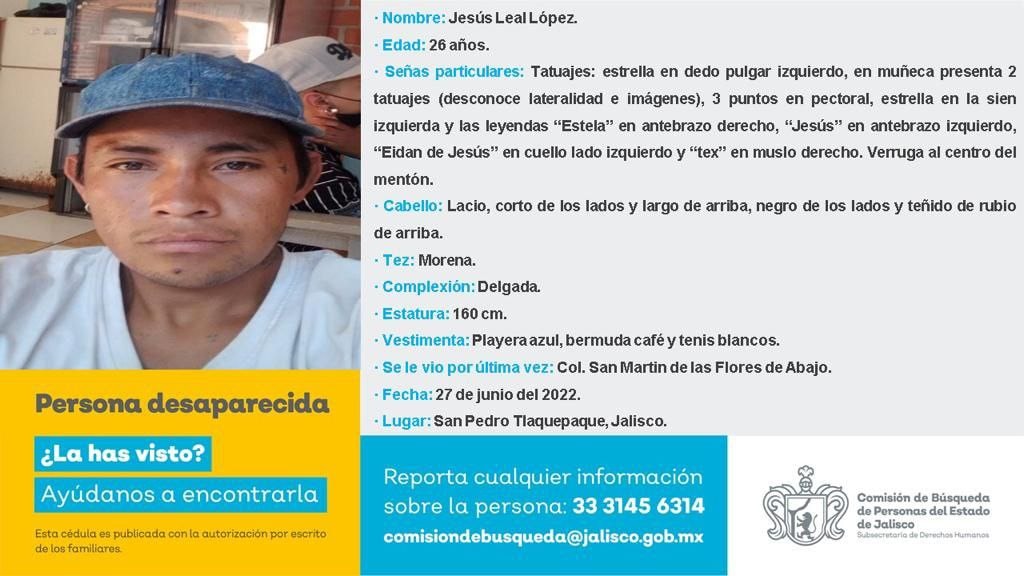 · Nombre: Jesús Leal López.
· Edad: 26 años.
· Señas particulares: Tatuajes: estrella en dedo pulgar izquierdo, en muñeca presenta 2
tatuajes (desconoce lateralidad e imágenes), 3 puntos en pectoral, estrella en la sien
izquierda y las leyendas “Estela” en antebrazo derecho, “Jesús” en antebrazo izquierdo,
“Eidan de Jesús” en cuello lado izquierdo y “tex” en muslo derecho. Verruga al centro del
mentón.
· Cabello: Lacio, corto de los lados y largo de arriba, negro de los lados y teñido de rubio
de arriba.
· Tez: Morena.
· Complexión: Delgada.
· Estatura: 160 cm.
· Vestimenta: Playera azul, bermuda café y tenis blancos.
· Se le vio por última vez: Col. San Martin de las Flores de Abajo.
· Fecha: 27 de junio del 2022.
· Lugar: San Pedro Tlaquepaque, Jalisco.
Persona desaparecida
¿La has visto?
Ayúdanos a encontrarla
Esta cédula es publicada con la autorización por escrito
de los familiares.
Reporta cualquier información
sobre la persona: 33 3145 6314
comisiondebusqueda@jalisco.gob.mx
Comisión de Búsqueda
de Personas del Estado
de Jalisco
Subsecretaría de Derechos Humanos